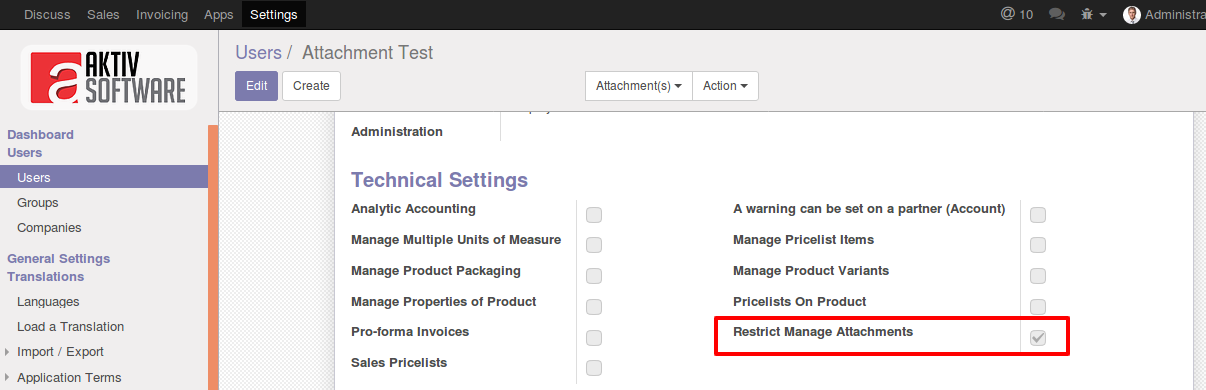 Discuss Sales Invoicing Apps Settings @ 10 Administra
AKTIV
SOFTWARE
Users / Attachment Test
Edit Create Attachment(s) Action
Dashboard
Users
Users
Groups
Companies
General Settings
Translations
Languages
Load a Translation
Import / Export
Application Terms
Administration
Technical Settings
Analytic Accounting A warning can be set on a partner (Account)
Manage Multiple Units of Measure Manage Pricelist Items
Manage Product Packaging Manage Product Variants
Manage Properties of Product Pricelists On Product
Pro-forma Invoices Restrict Manage Attachments
Sales Pricelists